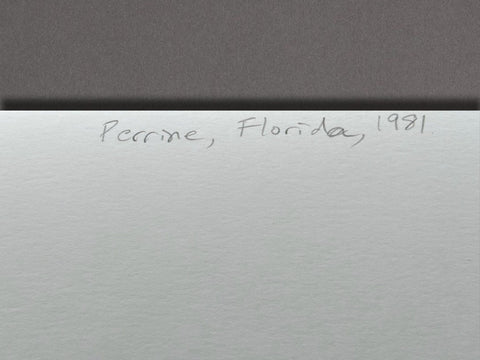 Perrine, Florida, 1981